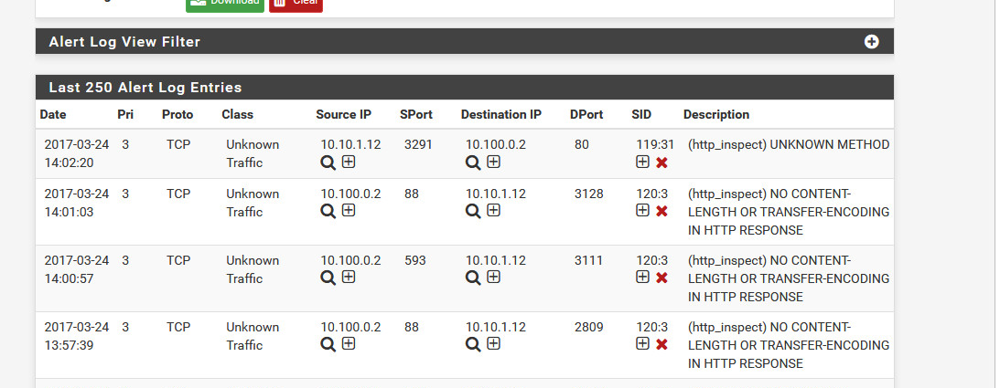 Download Clear
Alert Log View Filter
Last 250 Alert Log Entries
Date Pri Proto Class Source IP SPort Destination IP DPort SID Description
2017-03-24 3 TCP Unknown 10.10.1.12 3291 10.100.0.2 80 119:31 (http_inspect) UNKNOWN METHOD
14:02:20 Traffic
2017-03-24 3 TCP Unknown 10.100.0.2 88 10.10.1.12 3128 120:3 (http_inspect) NO CONTENT-
14:01:03 Traffic LENGTH OR TRANSFER-ENCODING
IN HTTP RESPONSE
2017-03-24 3 TCP Unknown 10.100.0.2 593 10.10.1.12 3111 120:3 (http_inspect) NO CONTENT-
14:00:57 Traffic LENGTH OR TRANSFER-ENCODING
IN HTTP RESPONSE
2017-03-24 3 TCP Unknown 10.100.0.2 88 10.10.1.12 2809 120:3 (http_inspect) NO CONTENT-
13:57:39 Traffic LENGTH OR TRANSFER-ENCODING
IN HTTP RESPONSE